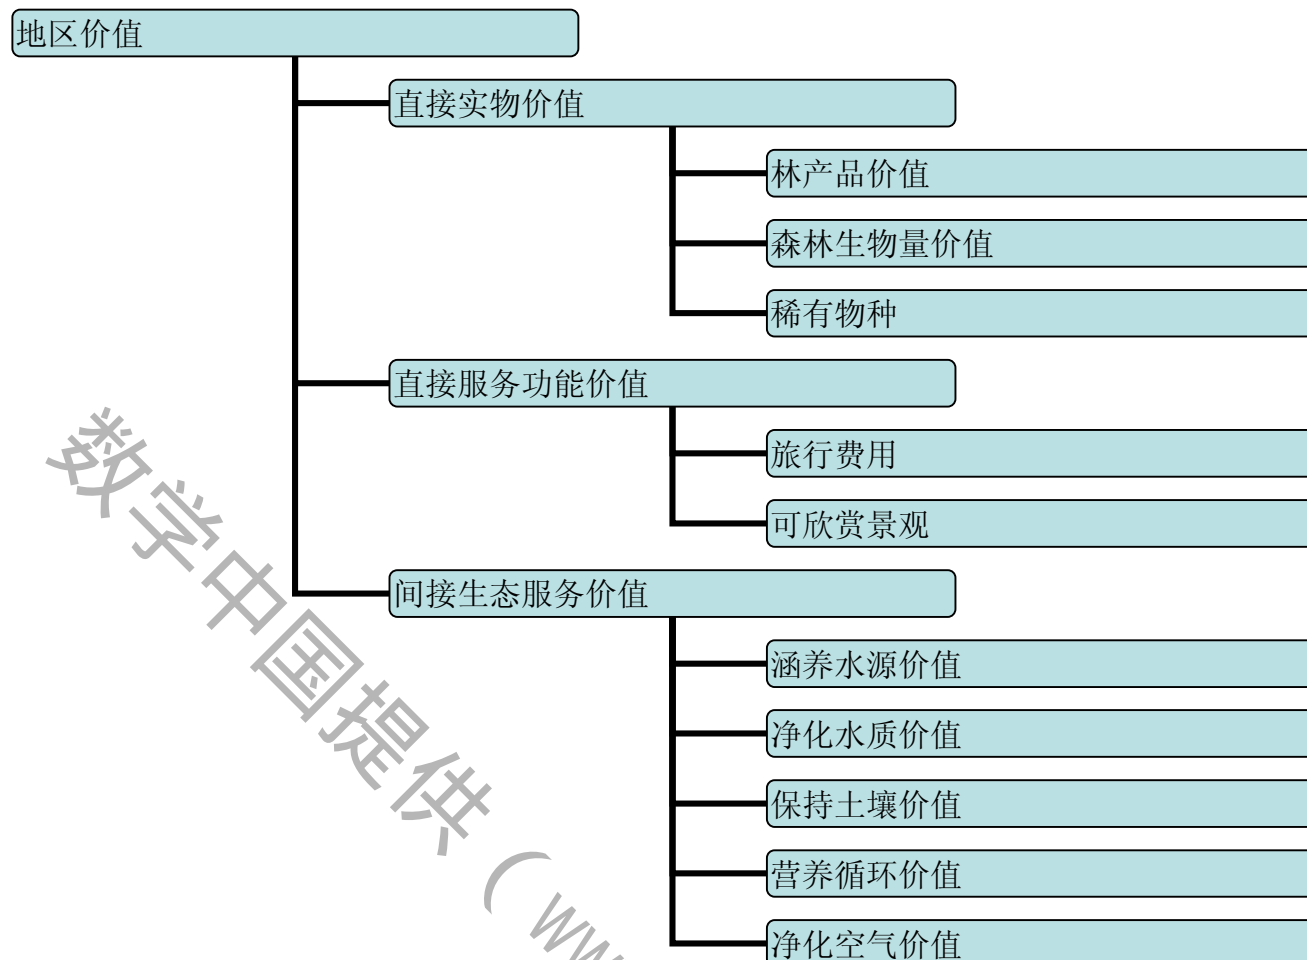 地区价值
直接实物价值
林产品价值
森林生物量价值
稀有物种
直接服务功能价值
旅行费用
可欣赏景观
间接生态服务价值
涵养水源价值
净化水质价值
保持土壤价值
营养循环价值
净化空气价值
数学中国提供（ww